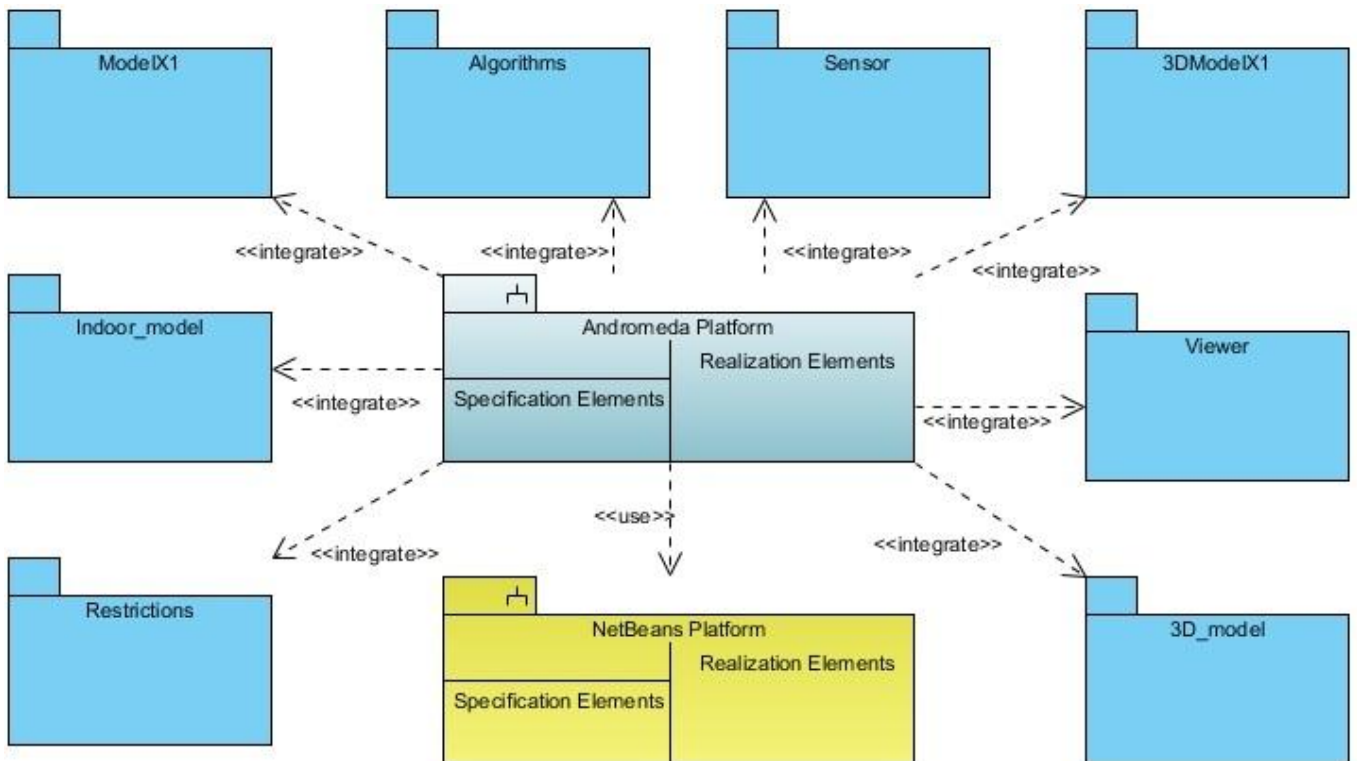 ModelX1
Algorithms
Sensor
3DModelX1
<<integrate>>
<<integrate>>
<<integrate>>
<<integrate>>
Indoor_model
Andromeda Platform
Realization Elements
Specification Elements
Viewer
<<integrate>>
<<integrate>>
<<use>>
<<integrate>>
<<integrate>>
Restrictions
NetBeans Platform
Realization Elements
Specification Elements
3D_model